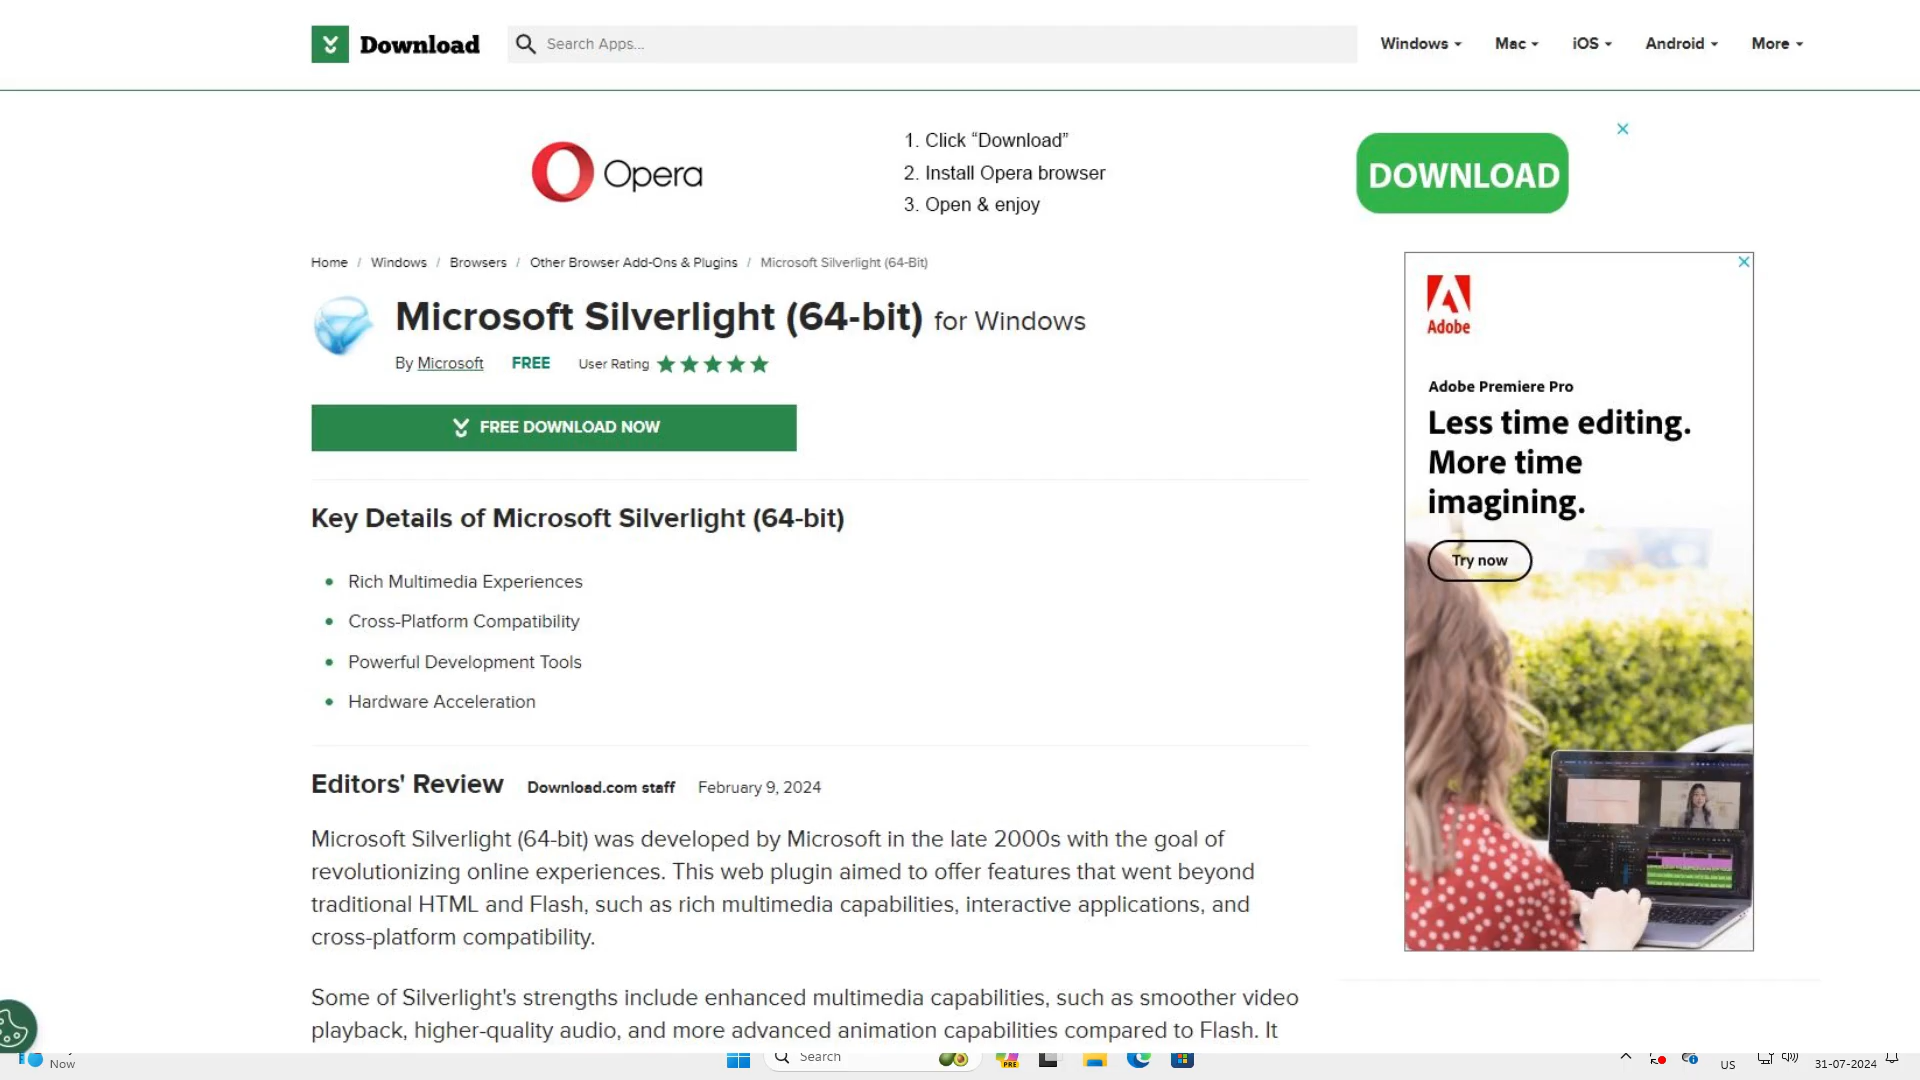 Download
Search Apps...
Windows
Mac
iOS
Android
More
Opera
1. Click “Download”
2. Install Opera browser
3. Open & enjoy
DOWNLOAD
Home / Windows / Browsers / Other Browser Add-Ons & Plugins / Microsoft Silverlight (64-Bit)
Microsoft Silverlight (64-bit) for Windows
By Microsoft FREE User Rating
FREE DOWNLOAD NOW
Key Details of Microsoft Silverlight (64-bit)
Rich Multimedia Experiences
Cross-Platform Compatibility
Powerful Development Tools
Hardware Acceleration
Editors' Review Download.com staff February 9, 2024
Microsoft Silverlight (64-bit) was developed by Microsoft in the late 2000s with the goal of
revolutionizing online experiences. This web plugin aimed to offer features that went beyond
traditional HTML and Flash, such as rich multimedia capabilities, interactive applications, and
cross-platform compatibility.
Some of Silverlight's strengths include enhanced multimedia capabilities, such as smoother video
playback, higher-quality audio, and more advanced animation capabilities compared to Flash. It
Adobe
Adobe Premiere Pro
Less time editing.
More time
imagining.
Try now
Now
Search
PRE
US
31-07-2024